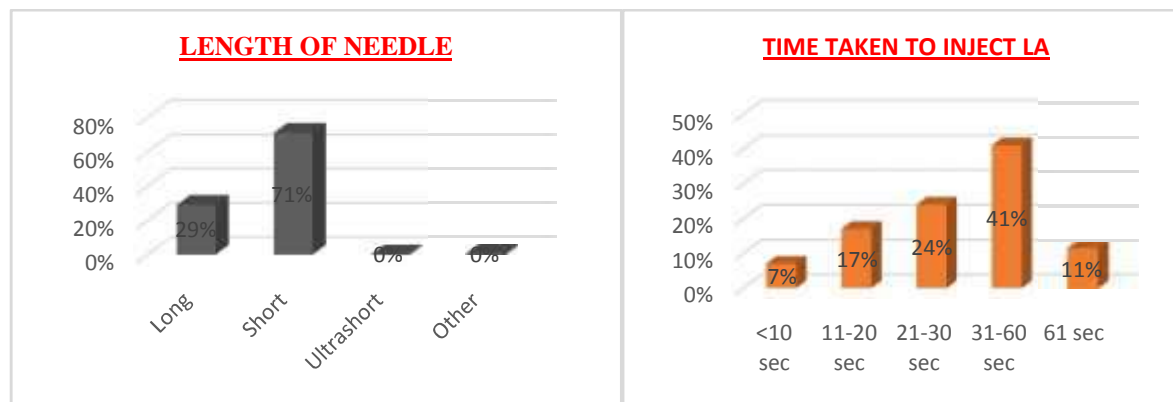 LENGTH OF NEEDLE
80%
60%
40%
20%
0%
29%
71%
0%
0%
Long
Short
Ultrashort
Other
TIME TAKEN TO INJECT LA
50%
40%
30%
20%
10%
0%
7%
17%
24%
41%
11%
<10 sec
11-20 sec
21-30 sec
31-60 sec
61 sec